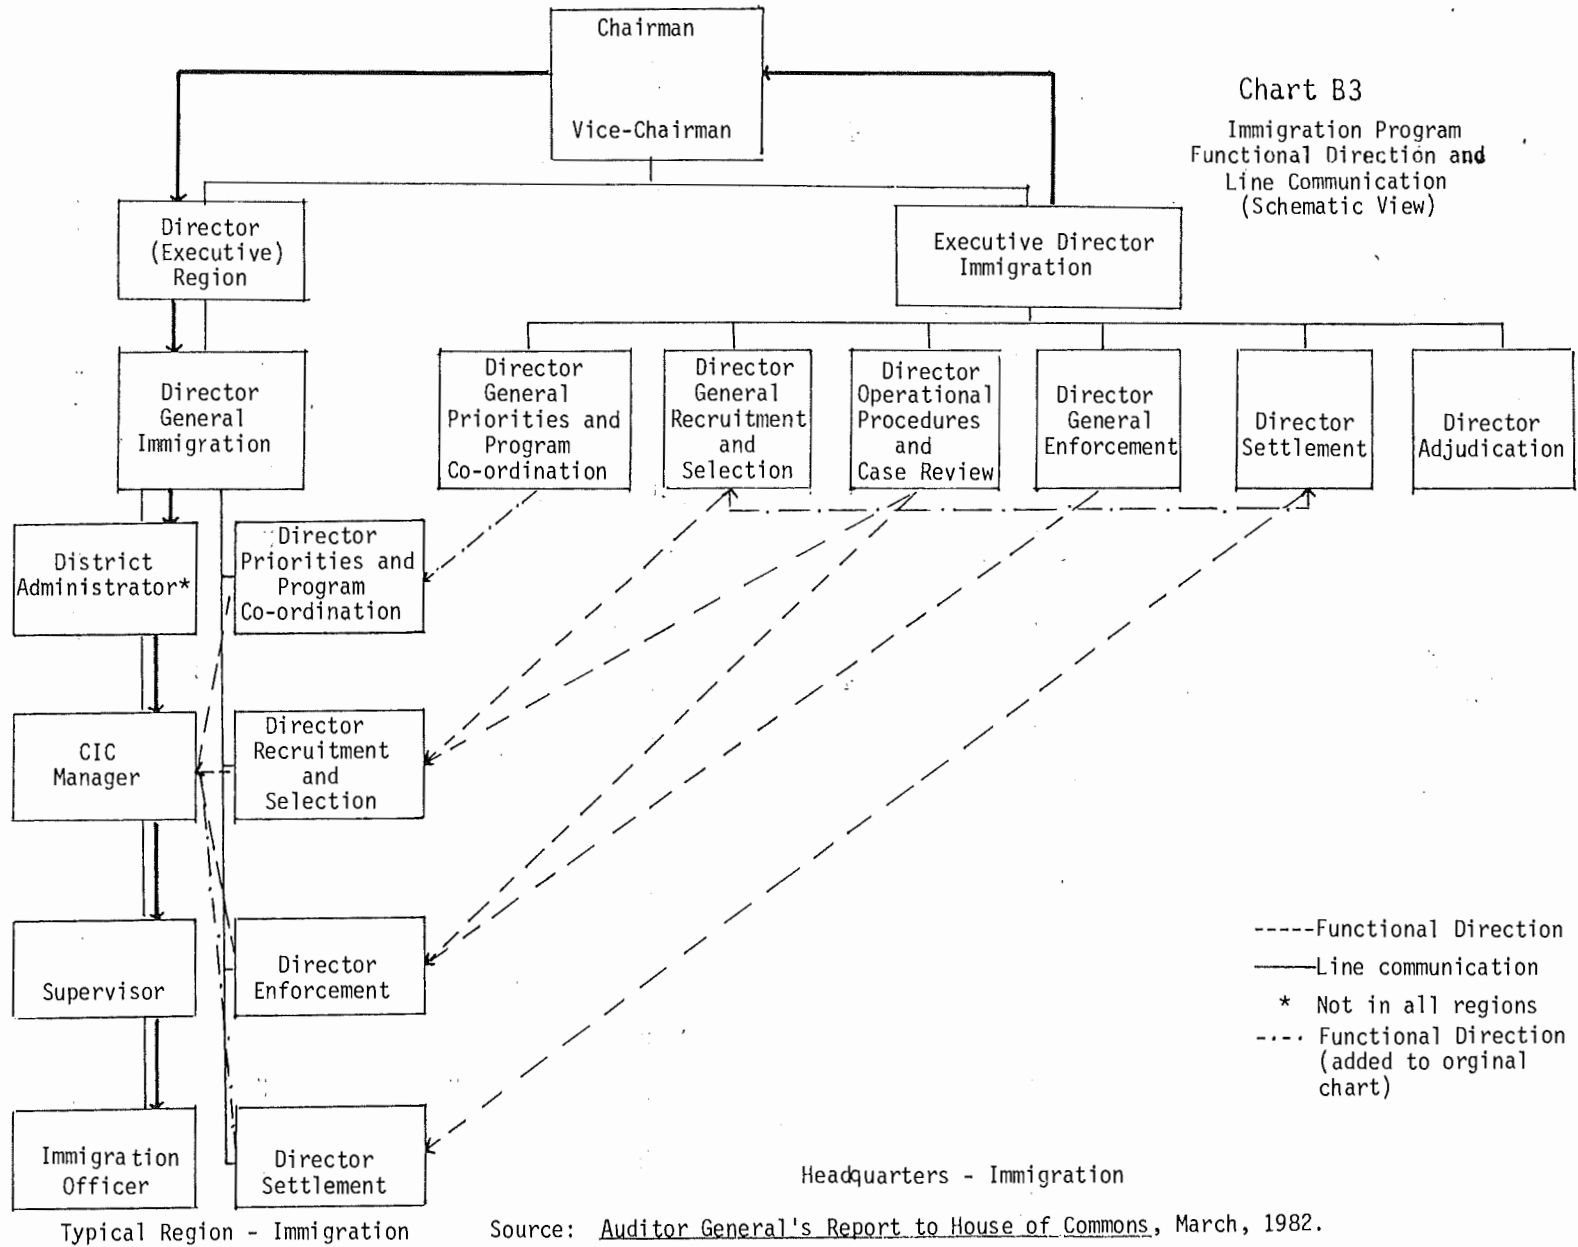 Chairman
Vice-Chairman
Chart B3
Immigration Program
Functional Direction and
Line Communication
(Schematic View)
Director
(Executive)
Region
Executive Director
Immigration
Director
General
Immigration
Director
General
Priorities and
Program
Co-ordination
Director
General
Recruitment
and
Selection
Director
Operational
Procedures
and
Case Review
Director
General
Enforcement
Director
Settlement
Director
Adjudication
District
Administrator*
Director
Priorities and
Program
Co-ordination
CIC
Manager
Director
Recruitment
and
Selection
Supervisor
Director
Enforcement
Immigration
Officer
Director
Settlement
-----Functional Direction
Line communication
* Not in all regions
-.-. Functional Direction
(added to orginal
chart)
Headquarters - Immigration
Typical Region - Immigration
Source: Auditor General's Report to House of Commons, March, 1982.